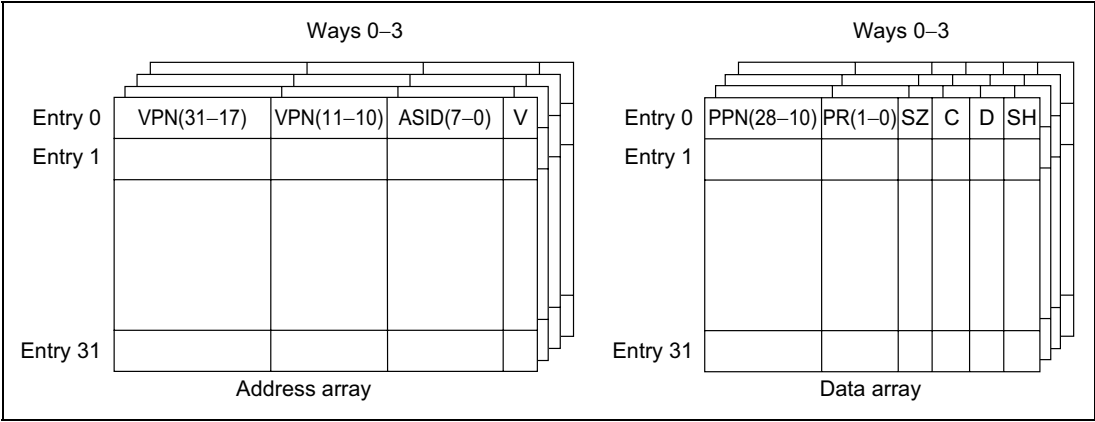 Ways 0–3
Entry 0 VPN(31–17) VPN(11–10) ASID(7–0) V
Entry 1
Entry 31
Address array
Ways 0–3
Entry 0 PPN(28–10) PR(1–0) SZ C D SH
Entry 1
Entry 31
Data array